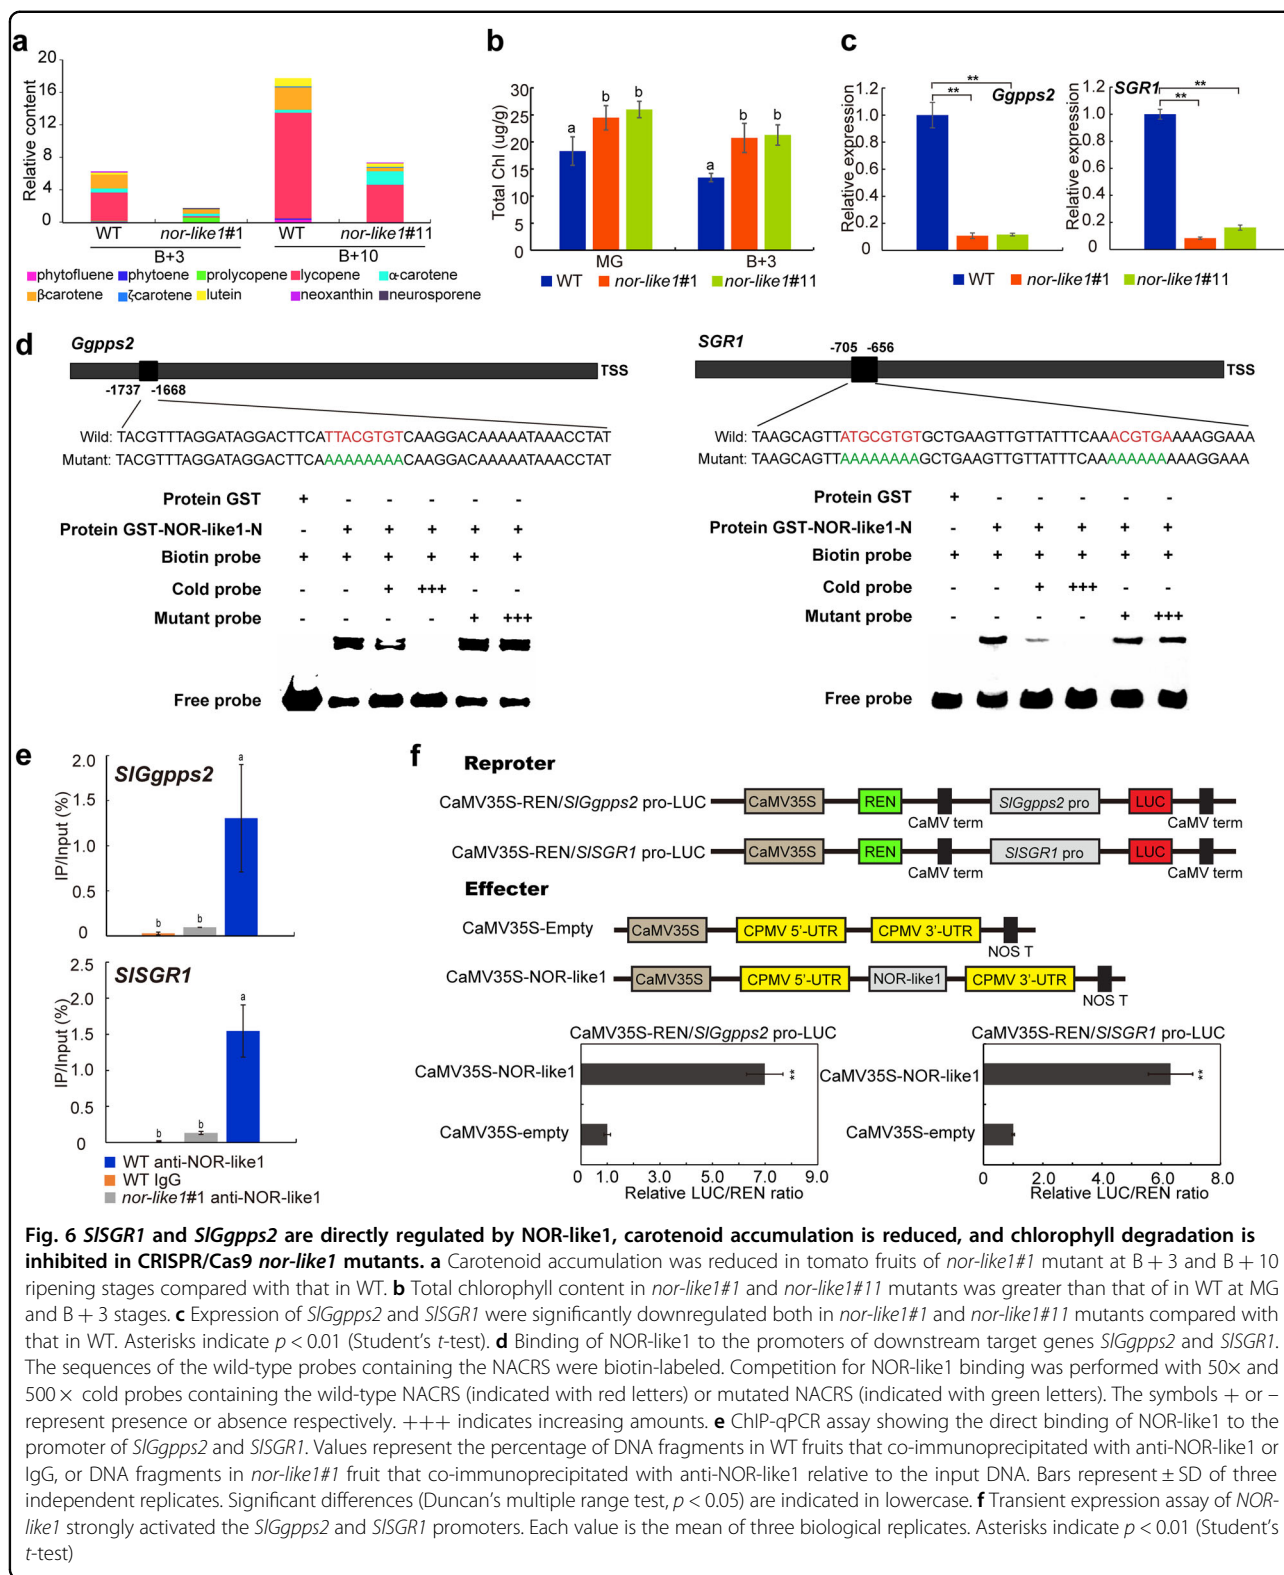 a
20
16
12
8
4
0
Relative content
WT
nor-like1#1
WT
nor-like1#11
B+3
B+10
phytofluene phytoene prolycopene lycopene α-carotene
βcarotene ζ-carotene lutein neoxanthin neurosporene
b
30
25
20
15
10
5
0
Total Chl (ug/g)
a b b a b b
MG B+3
WT nor-like1#1 nor-like1#11
c
1.2
1.0
0.8
0.6
0.4
0.2
0
Relative expression
**
**
Ggpps2
1.2
1.0
0.8
0.6
0.4
0.2
0
Relative expression
SGR1
**
**
WT nor-like1#1 nor-like1#11
d
Ggpps2
TSS
-1737 -1668
Wild: TACGTTTAGGATAGGACTTCATTACGTGTCAAGGACAAAAATAAACCTAT
Mutant: TACGTTTAGGATAGGACTTCAAAAAAAAACAAGGACAAAAATAAACCTAT
Protein GST + - - - - -
Protein GST-NOR-like1-N - + + + + +
Biotin probe + + + + + +
Cold probe - - + +++ - -
Mutant probe - - - - + +++
Free probe
SGR1
-705 -656
TSS
Wild: TAAGCAGTTATGCGTGTGCTGAAGTTGTTATTTCAAACGTGAAAAGGAAA
Mutant: TAAGCAGTTAAAAAAAAGCTGAAGTTGTTATTTCAAAAAAAAAAAGGAAA
Protein GST + - - - - -
Protein GST-NOR-like1-N - + + + + +
Biotin probe + + + + + +
Cold probe - - + +++ - -
Mutant probe - - - - + +++
Free probe
e
2.0
1.5
1.0
0.5
0
IP/Input (%)
SlGgpps2
b b a
2.5
2.0
1.5
1.0
0.5
0
IP/Input (%)
SlSGR1
b b a
WT anti-NOR-like1
WT IgG
nor-like1#1 anti-NOR-like1
f
Reproter
CaMV35S-REN/SlGgpps2 pro-LUC CaMV35S REN SlGgpps2 pro LUC
CaMV term CaMV term
CaMV35S-REN/SlSGR1 pro-LUC CaMV35S REN SlSGR1 pro LUC
CaMV term CaMV term
Effecter
CaMV35S-Empty CaMV35S CPMV 5'-UTR CPMV 3'-UTR
NOS T
CaMV35S-NOR-like1 CaMV35S CPMV 5'-UTR NOR-like1 CPMV 3'-UTR
NOS T
CaMV35S-REN/SlGgpps2 pro-LUC
CaMV35S-NOR-like1
**
CaMV35S-empty
0 1.0 3.0 5.0 7.0 9.0
Relative LUC/REN ratio
CaMV35S-REN/SlSGR1 pro-LUC
CaMV35S-NOR-like1
**
CaMV35S-empty
0 2.0 4.0 6.0 8.0
Relative LUC/REN ratio
Fig. 6 SlSGR1 and SlGgpps2 are directly regulated by NOR-like1, carotenoid accumulation is reduced, and chlorophyll degradation is
inhibited in CRISPR/Cas9 nor-like1 mutants. a Carotenoid accumulation was reduced in tomato fruits of nor-like1#1 mutant at B + 3 and B + 10
ripening stages compared with that in WT. b Total chlorophyll content in nor-like1#1 and nor-like1#11 mutants was greater than that of in WT at MG
and B + 3 stages. c Expression of SlGgpps2 and SlSGR1 were significantly downregulated both in nor-like1#1 and nor-like1#11 mutants compared with
that in WT. Asterisks indicate p < 0.01 (Student's t-test). d Binding of NOR-like1 to the promoters of downstream target genes SlGgpps2 and SlSGR1.
The sequences of the wild-type probes containing the NACRS were biotin-labeled. Competition for NOR-like1 binding was performed with 50× and
500 × cold probes containing the wild-type NACRS (indicated with red letters) or mutated NACRS (indicated with green letters). The symbols + or –
represent presence or absence respectively. +++ indicates increasing amounts. e ChIP-qPCR assay showing the direct binding of NOR-like1 to the
promoter of SlGgpps2 and SlSGR1. Values represent the percentage of DNA fragments in WT fruits that co-immunoprecipitated with anti-NOR-like1 or
IgG, or DNA fragments in nor-like1#1 fruit that co-immunoprecipitated with anti-NOR-like1 relative to the input DNA. Bars represent ± SD of three
independent replicates. Significant differences (Duncan's multiple range test, p < 0.05) are indicated in lowercase. f Transient expression assay of NOR-
like1 strongly activated the SlGgpps2 and SlSGR1 promoters. Each value is the mean of three biological replicates. Asterisks indicate p < 0.01 (Student's
t-test)